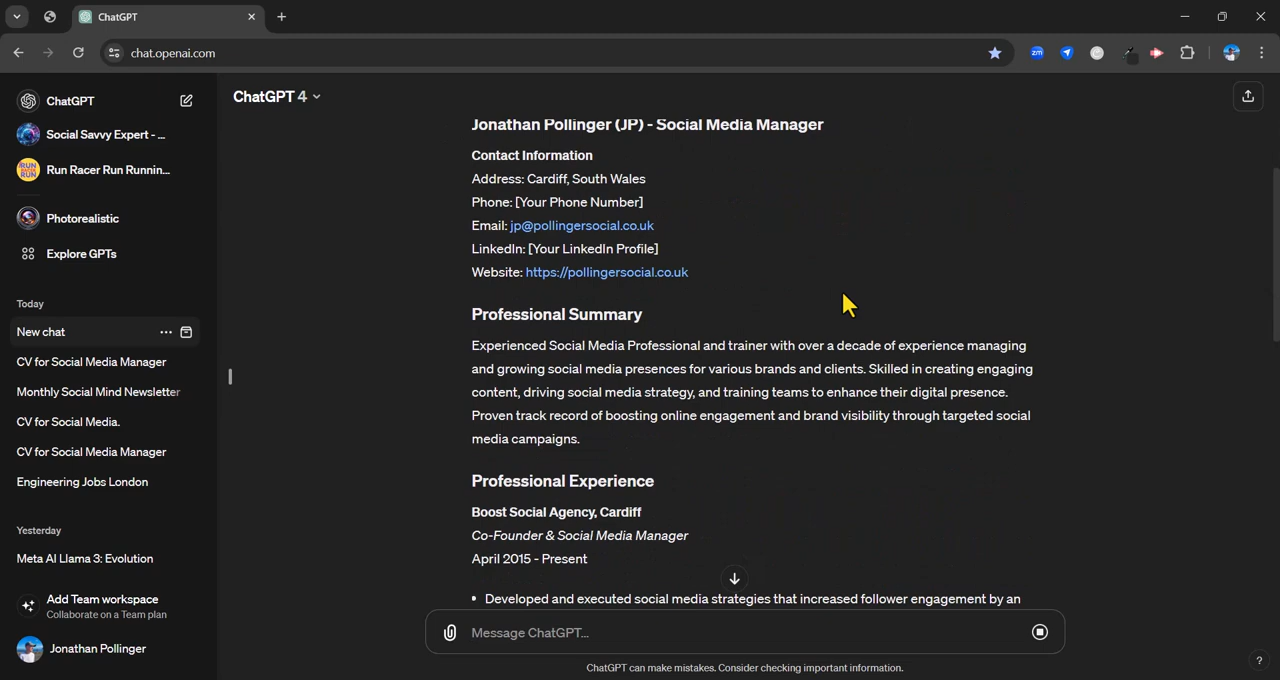 ChatGPT
chat.openai.com
zm
ChatGPT
Social Savvy Expert - ...
RUN RACER RUN
Run Racer Run Runnin...
Photorealistic
Explore GPTs
Today
New chat
CV for Social Media Manager
Monthly Social Mind Newsletter
CV for Social Media.
CV for Social Media Manager
Engineering Jobs London
Yesterday
Meta AI Llama 3: Evolution
Add Team workspace
Collaborate on a Team plan
Jonathan Pollinger
ChatGPT 4
Jonathan Pollinger (JP) - Social Media Manager
Contact Information
Address: Cardiff, South Wales
Phone: [Your Phone Number]
Email: jp@pollingersocial.co.uk
LinkedIn: [Your LinkedIn Profile]
Website: https://pollingersocial.co.uk
Professional Summary
Experienced Social Media Professional and trainer with over a decade of experience managing
and growing social media presences for various brands and clients. Skilled in creating engaging
content, driving social media strategy, and training teams to enhance their digital presence.
Proven track record of boosting online engagement and brand visibility through targeted social
media campaigns.
Professional Experience
Boost Social Agency, Cardiff
Co-Founder & Social Media Manager
April 2015 - Present
• Developed and executed social media strategies that increased follower engagement by an
Message ChatGPT...
ChatGPT can make mistakes. Consider checking important information.
?